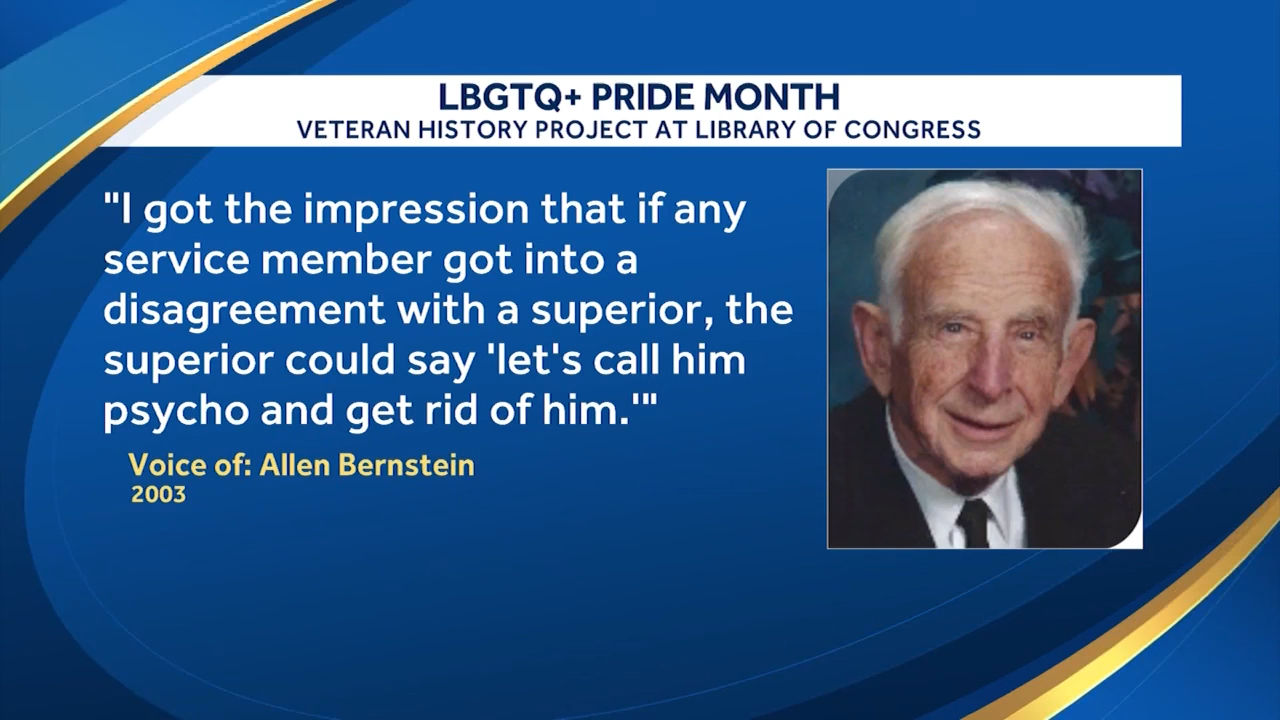 LBGTQ+ PRIDE MONTH
VETERAN HISTORY PROJECT AT LIBRARY OF CONGRESS
"I got the impression that if any
service member got into a
disagreement with a superior, the
superior could say 'let's call him
psycho and get rid of him.'"
Voice of: Allen Bernstein
2003